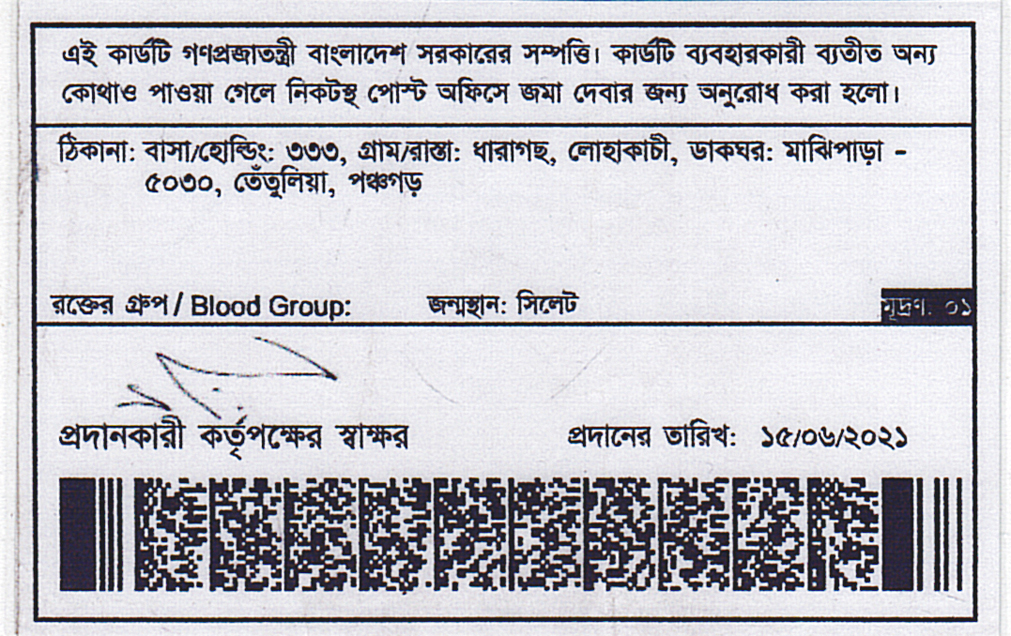 এই কার্ডটি গণপ্রজাতন্ত্রী বাংলাদেশ সরকারের সম্পত্তি। কার্ডটি ব্যবহারকারী ব্যতীত অন্য
কোথাও পাওয়া গেলে নিকটস্থ পোস্ট অফিসে জমা দেবার জন্য অনুরোধ করা হলো।
ঠিকানা: বাসা/হোল্ডিং: ৩৩৩, গ্রাম/রাস্তা: ধারাগছ, লোহাকাচী, ডাকঘর: মাঝিপাড়া -
৫০৩০, তেঁতুলিয়া, পঞ্চগড়
রক্তের গ্রুপ / Blood Group: জন্মস্থান: সিলেট মূদ্রণ: ০১
প্রদানকারী কর্তৃপক্ষের স্বাক্ষর প্রদানের তারিখ: ১৫/০৬/২০২১